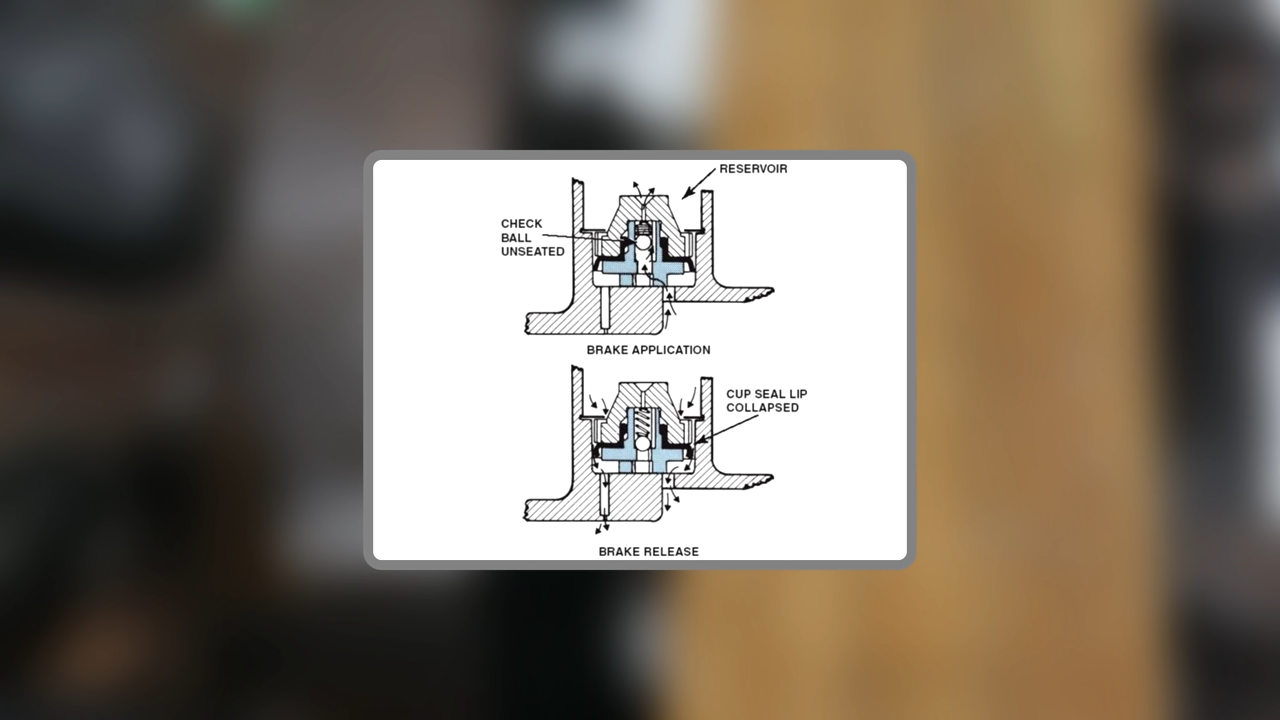 RESERVOIR
CHECK
BALL
UNSEATED
BRAKE APPLICATION
CUP SEAL LIP
COLLAPSED
BRAKE RELEASE